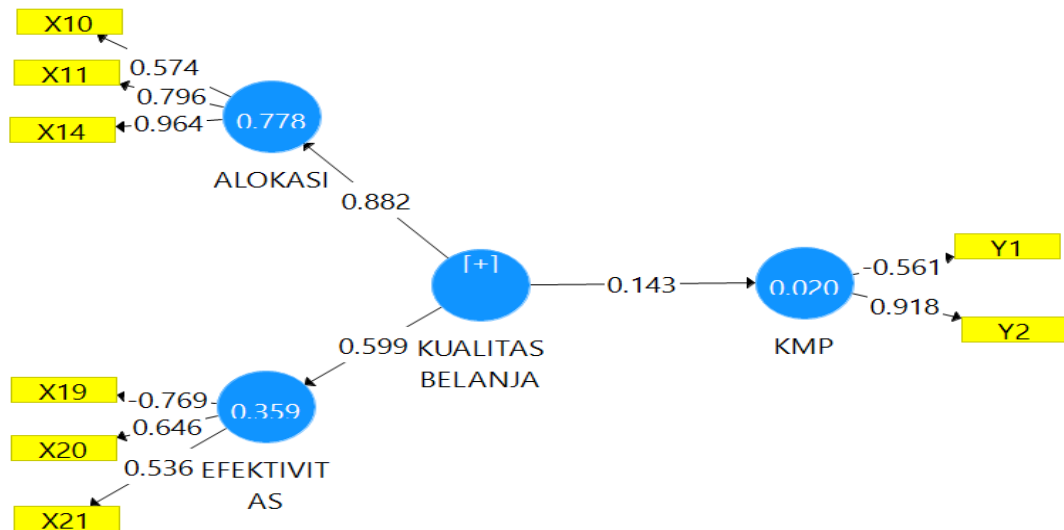 X10
0.574
X11
0.796
X14
0.964
0.778
ALOKASI
0.882
[+]
KUALITAS
BELANJA
0.143
0.020
KMP
-0.561
Y1
0.918
Y2
0.599
X19
-0.769
0.359
X20
0.646
0.536
EFEKTIVIT
AS
X21